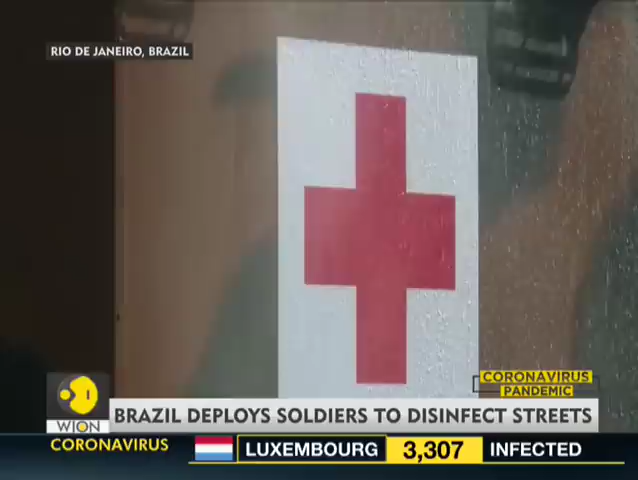 RIO DE JANEIRO, BRAZIL
CORONAVIRUS
PANDEMIC
WION
BRAZIL DEPLOYS SOLDIERS TO DISINFECT STREETS
CORONAVIRUS
LUXEMBOURG 3,307 INFECTED